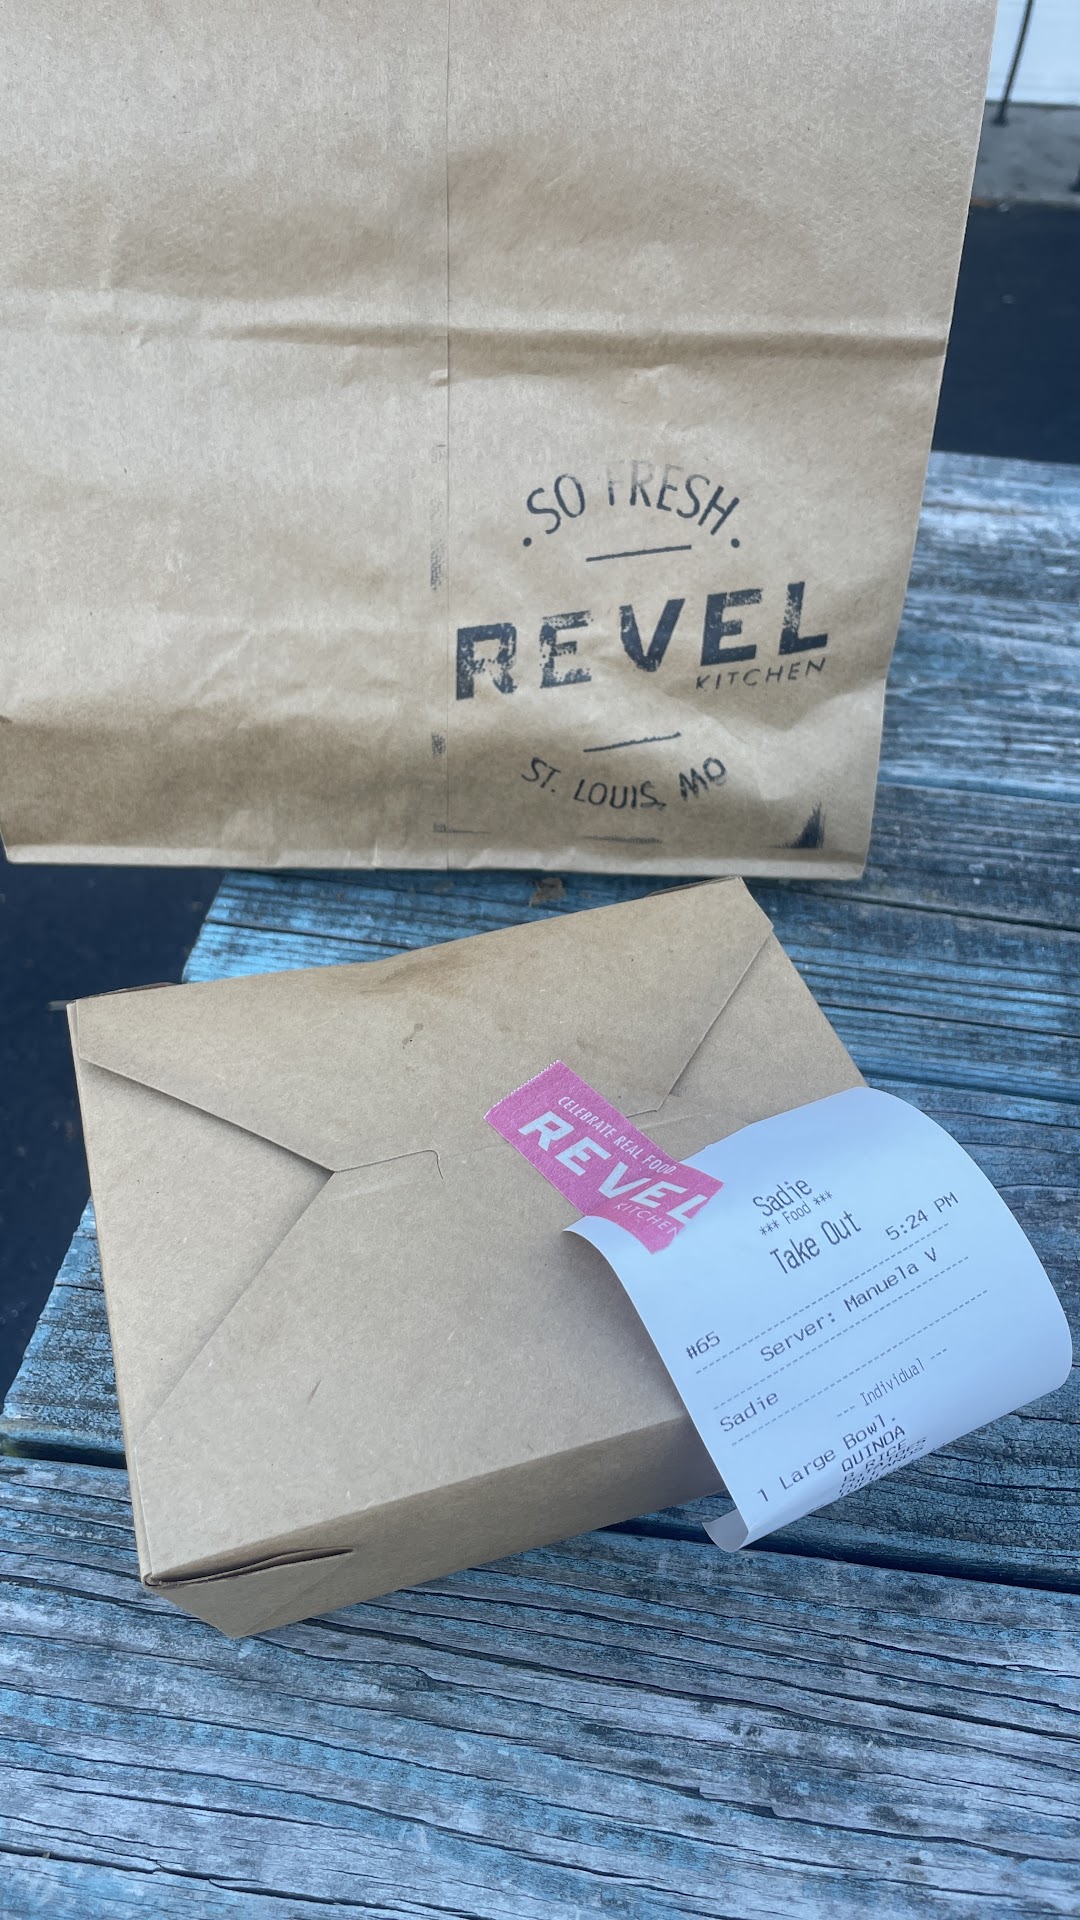 · SO FRESH ·
REVEL
KITCHEN
ST. LOUIS, MO
CELEBRATE REAL FOOD
REVEL
KITCHEN
Sadie
*** Food ***
Take Out
#65 5:24 PM
Server: Manuela V
Sadie
--- Individual ---
1 Large Bowl.
QUINOA
B RICE